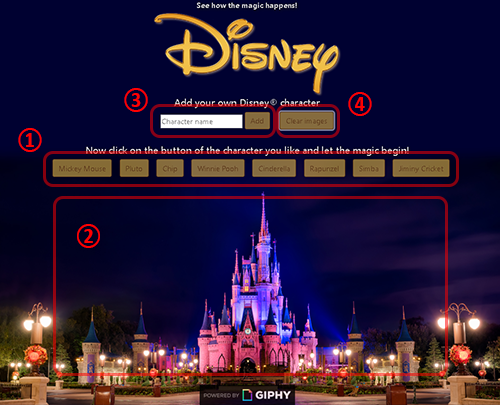 See how the magic happens!
Disney
Add your own Disney® character
③ ④
Character name Add Clear images
①
Now click on the button of the character you like and let the magic begin!
Mickey Mouse Pluto Chip Winnie Pooh Cinderella Rapunzel Simba Jiminy Cricket
②
POWERED BY GIPHY